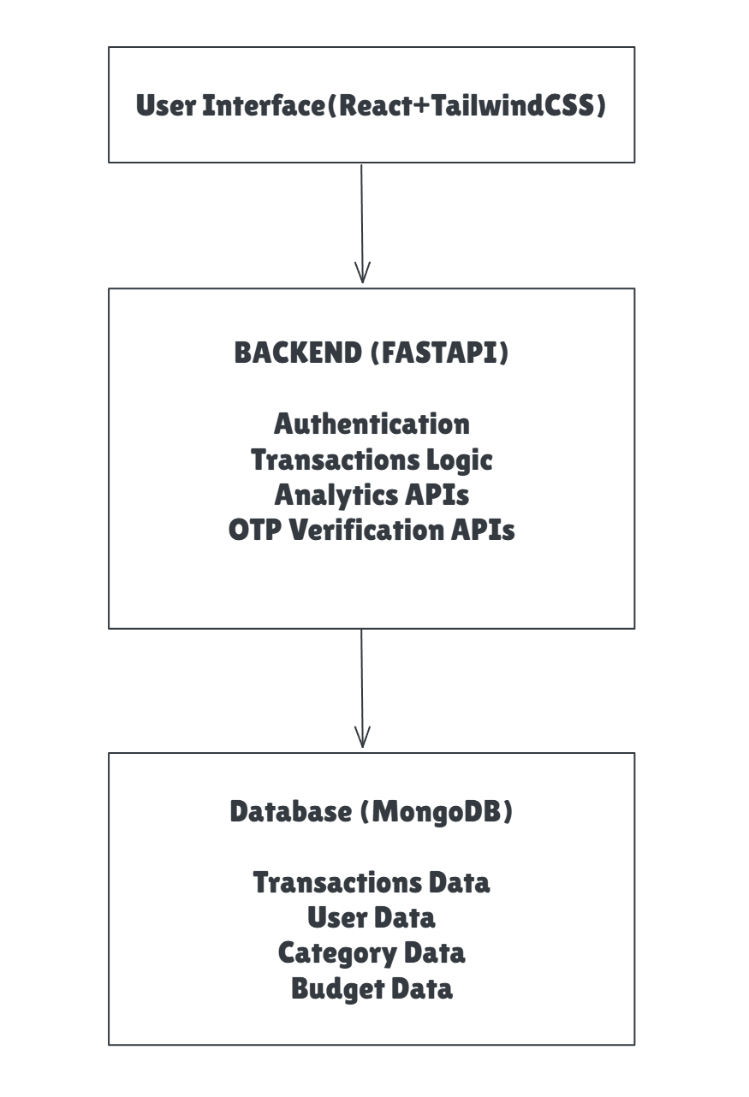 User Interface(React+TailwindCSS)
BACKEND (FASTAPI)
Authentication
Transactions Logic
Analytics APIs
OTP Verification APIs
Database (MongoDB)
Transactions Data
User Data
Category Data
Budget Data